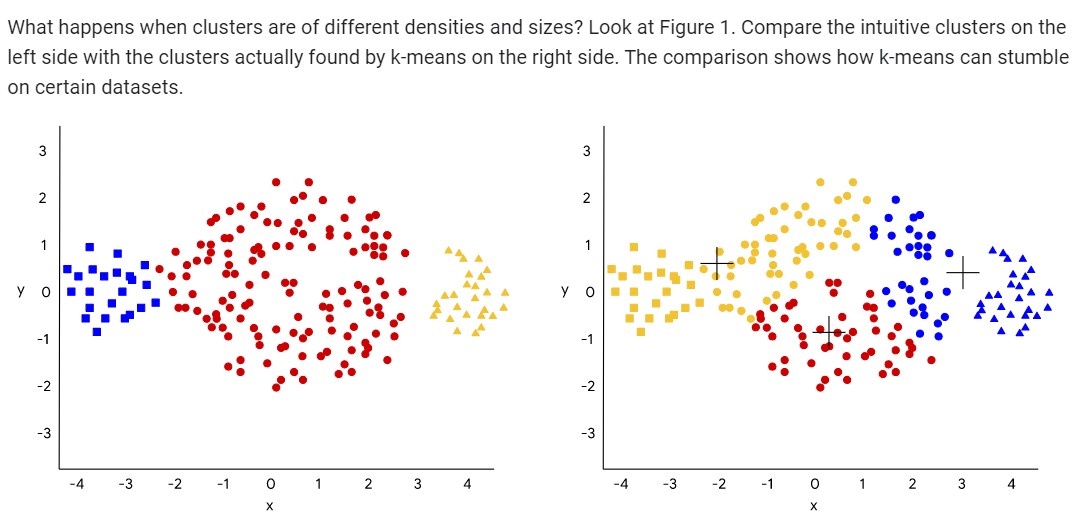 What happens when clusters are of different densities and sizes? Look at Figure 1. Compare the intuitive clusters on the
left side with the clusters actually found by k-means on the right side. The comparison shows how k-means can stumble
on certain datasets.
3 3
2 2
1 1
y 0 y 0
-1 -1
-2 -2
-3 -3
-4 -3 -2 -1 0 1 2 3 4 -4 -3 -2 -1 0 1 2 3 4
x x